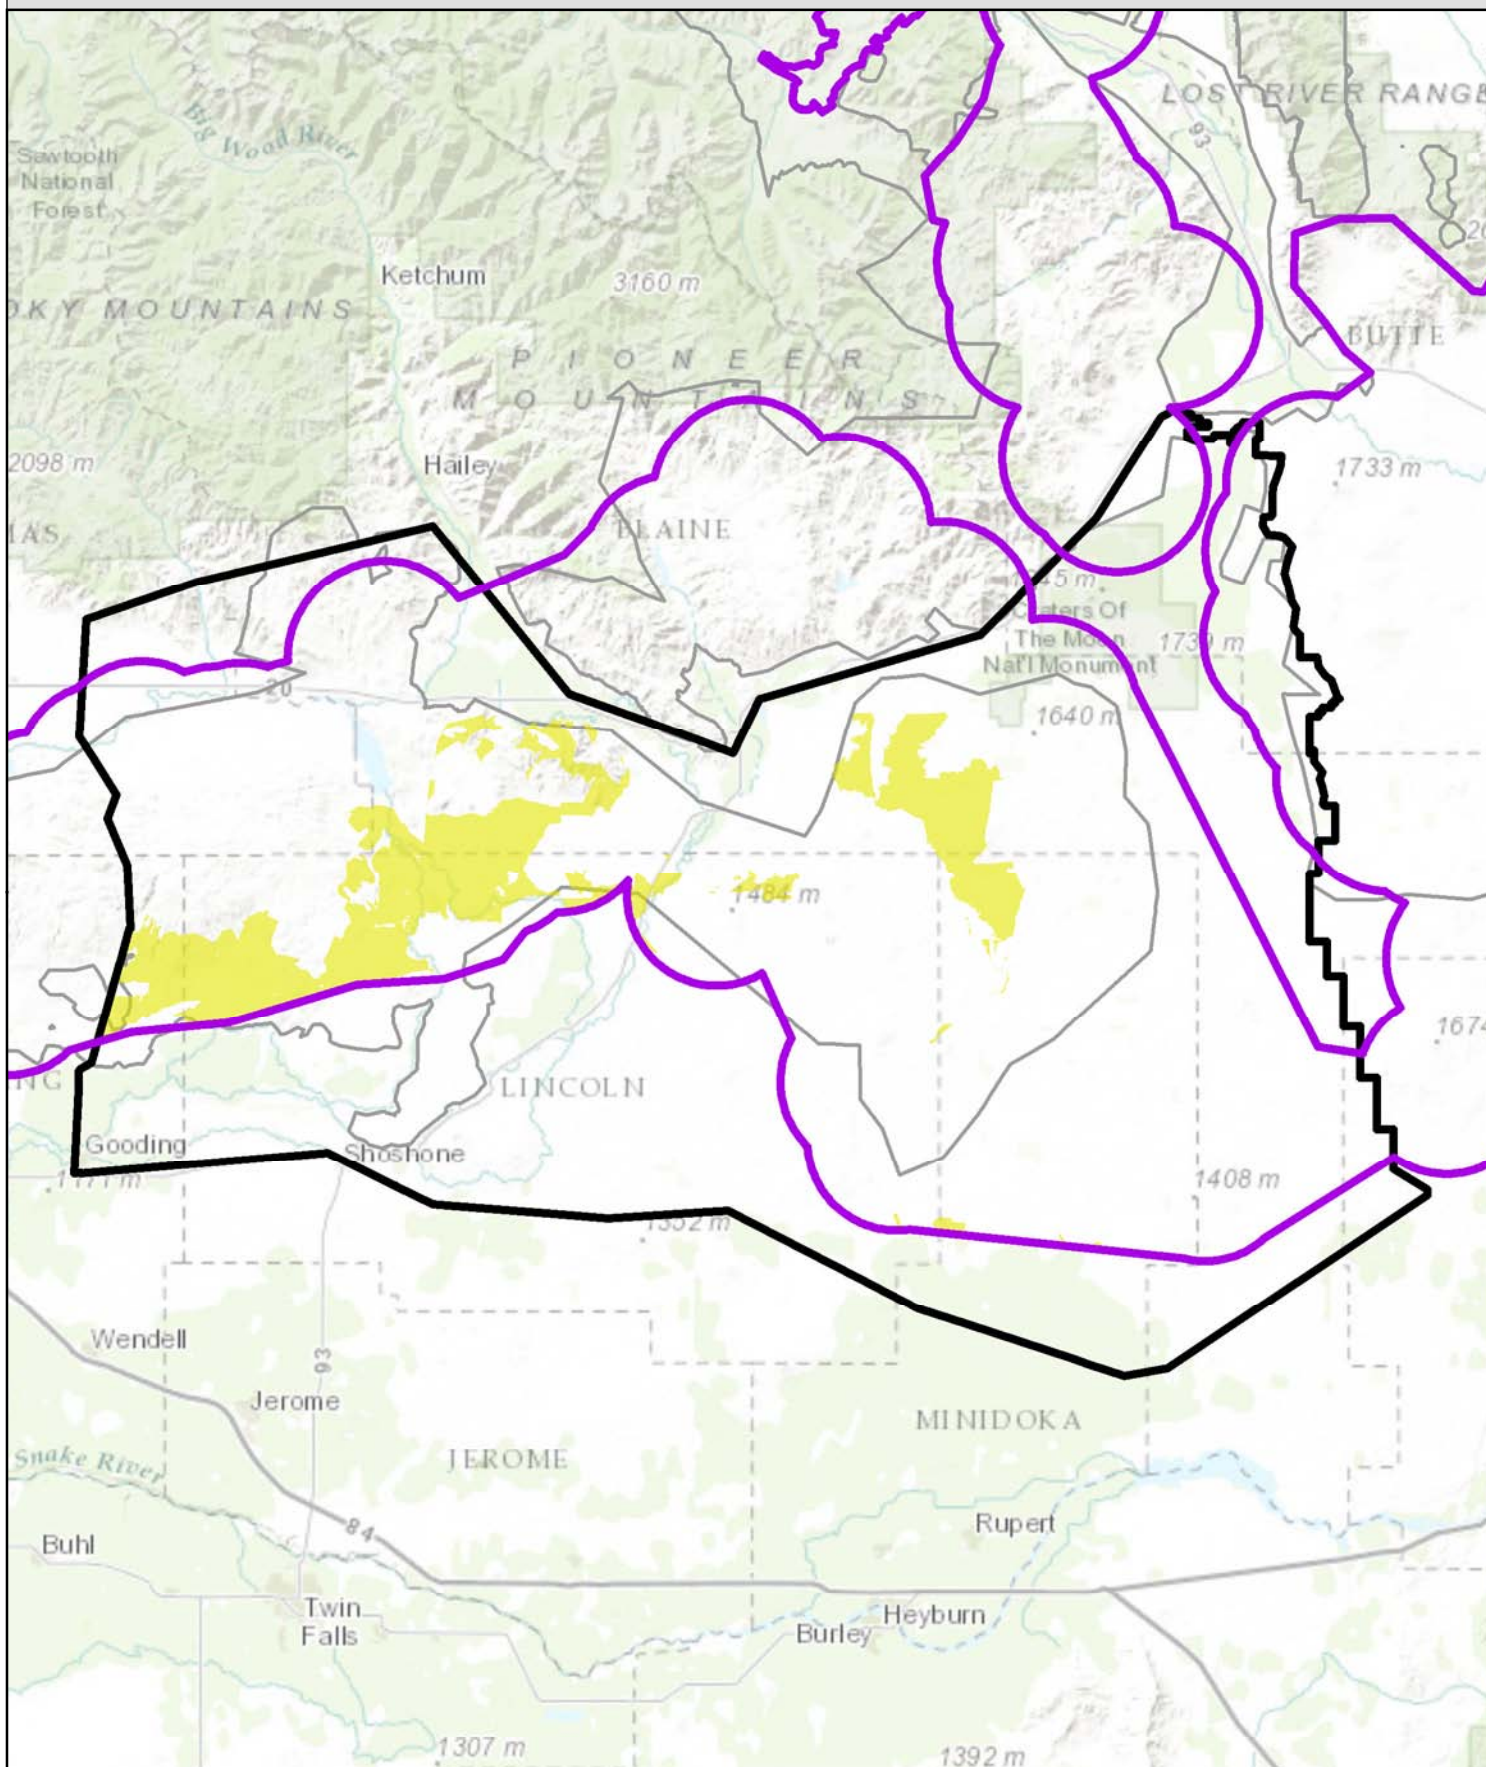 LOST RIVER RANGE
93
Big Wood River
Sawtooth
National
Forest
Ketchum
3160 m
OKY MOUNTAINS
BUTTE
PIONEER
MOUNTAINS
2098 m
Hailey
1733 m
BLAINE
Craters Of
The Moon
Nat'l Monument
1739 m
20
1640 m
1484 m
1674
LINCOLN
Gooding
Shoshone
1408 m
1352 m
Wendell
93
Jerome
MINIDOKA
JEROME
Snake River
84
Rupert
Buhl
Twin
Falls
Heyburn
Burley
1307 m
1392 m